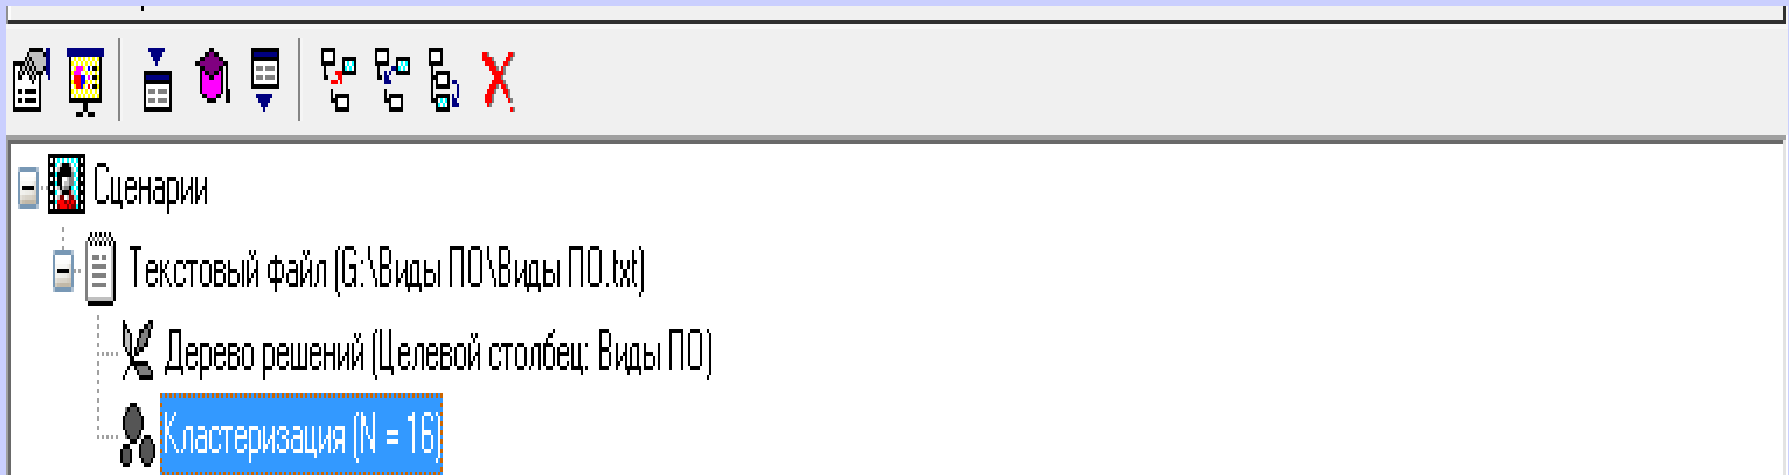 Сценарии
Текстовый файл (G:\Виды ПО\Виды ПО.txt)
Дерево решений (Целевой столбец: Виды ПО)
Кластеризация (N = 16)